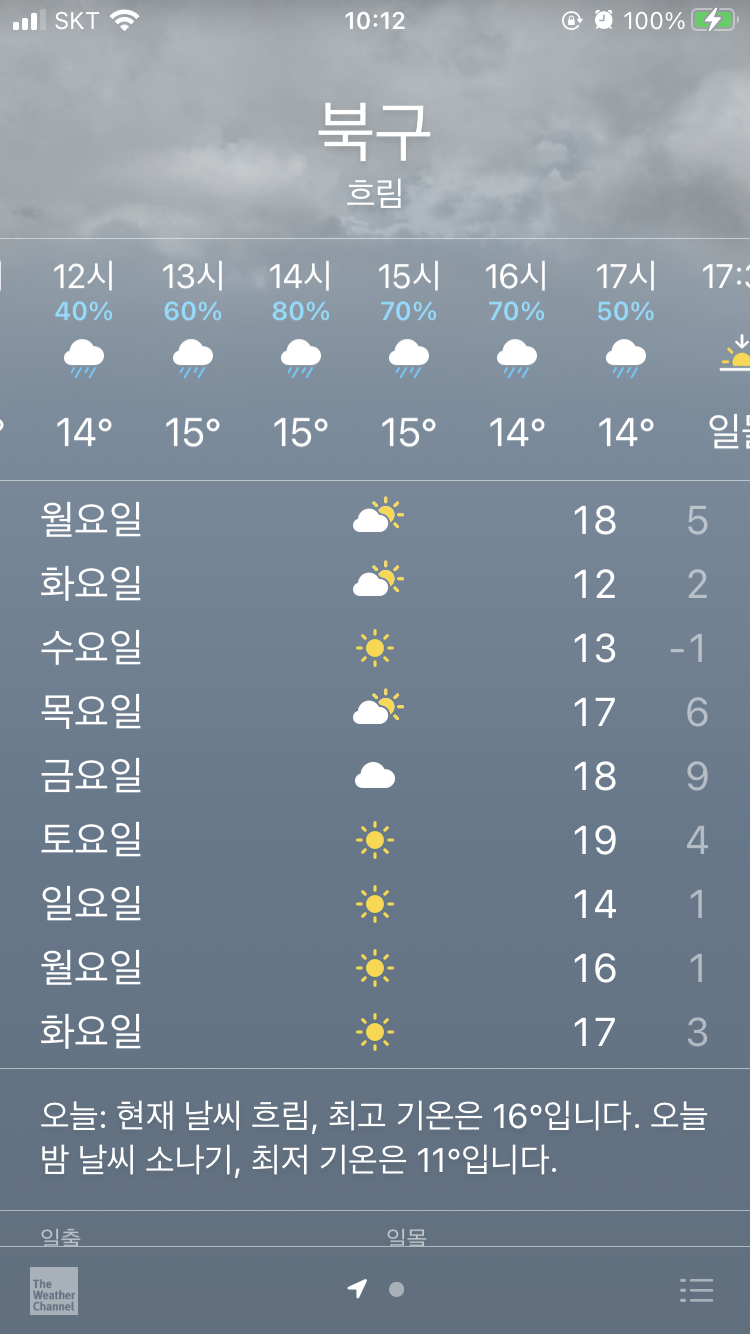 SKT 10:12 100%
북구
흐림
12시 13시 14시 15시 16시 17시
40% 60% 80% 70% 70% 50%
14° 15° 15° 15° 14° 14°
월요일 18 5
화요일 12 2
수요일 13 -1
목요일 17 6
금요일 18 9
토요일 19 4
일요일 14 1
월요일 16 1
화요일 17 3
오늘: 현재 날씨 흐림, 최고 기온은 16°입니다. 오늘
밤 날씨 소나기, 최저 기온은 11°입니다.
일출 일몰
The
Weather
Channel